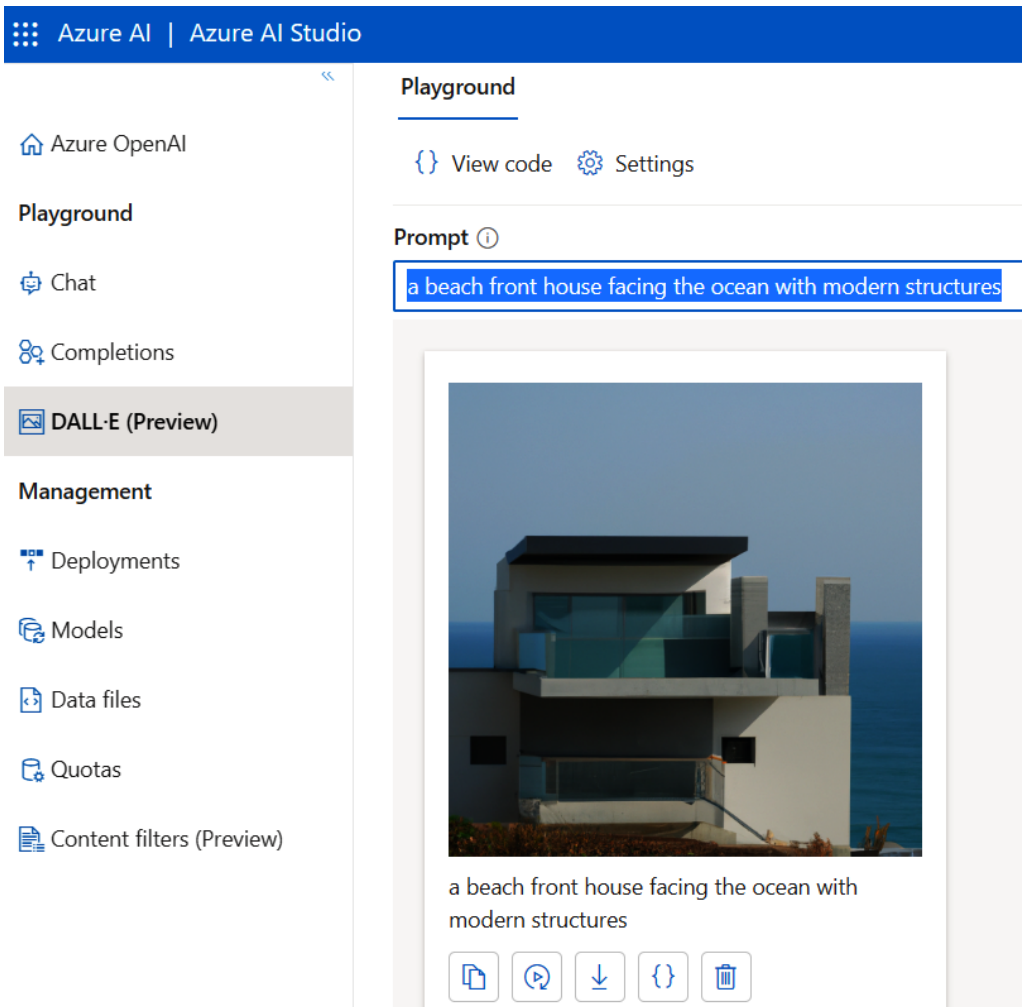 Azure AI | Azure AI Studio
Azure OpenAI
Playground
Chat
Completions
DALL·E (Preview)
Management
Deployments
Models
Data files
Quotas
Content filters (Preview)
Playground
{} View code Settings
Prompt
a beach front house facing the ocean with modern structures
a beach front house facing the ocean with
modern structures